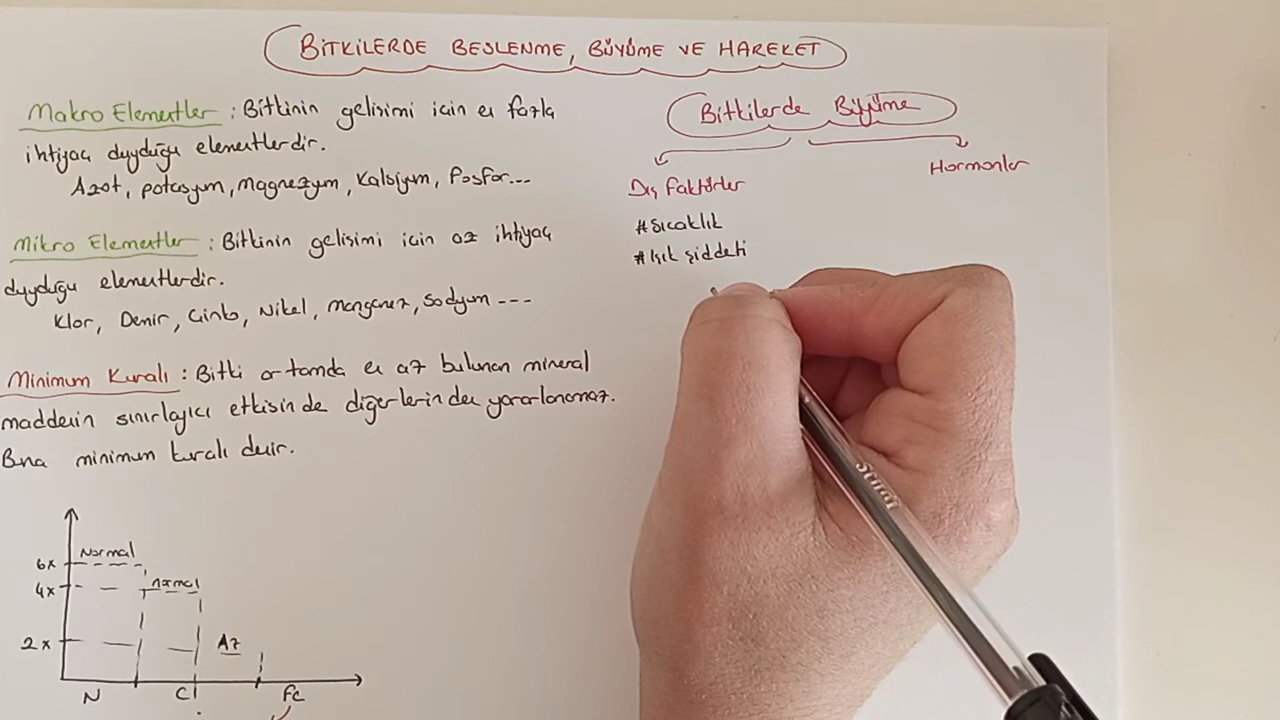 BİTKİLERDE BESLENME, BÜYÜME VE HAREKET
Makro Elementler : Bitkinin gelişimi için en fazla
ihtiyaç duyduğu elementlerdir.
Azot, potasyum, magnezyum, Kalsiyum, fosfor...
Mikro Elementler : Bitkinin gelişimi için az ihtiyaç
duyduğu elementlerdir.
Klor, Demir, Çinko, Nikel, manganez, Sodyum ---
Minimum Kuralı : Bitki ortamda en az bulunan mineral
maddenin sınırlayıcı etkisinde diğerlerinden yararlanamaz.
Buna minimum kuralı denir.
6x Normal
4x normal
2x Az
N Cl Fe
Bitkilerde Büyüme
Dış faktörler
#Sıcaklık
#Işık şiddeti
Hormonlar